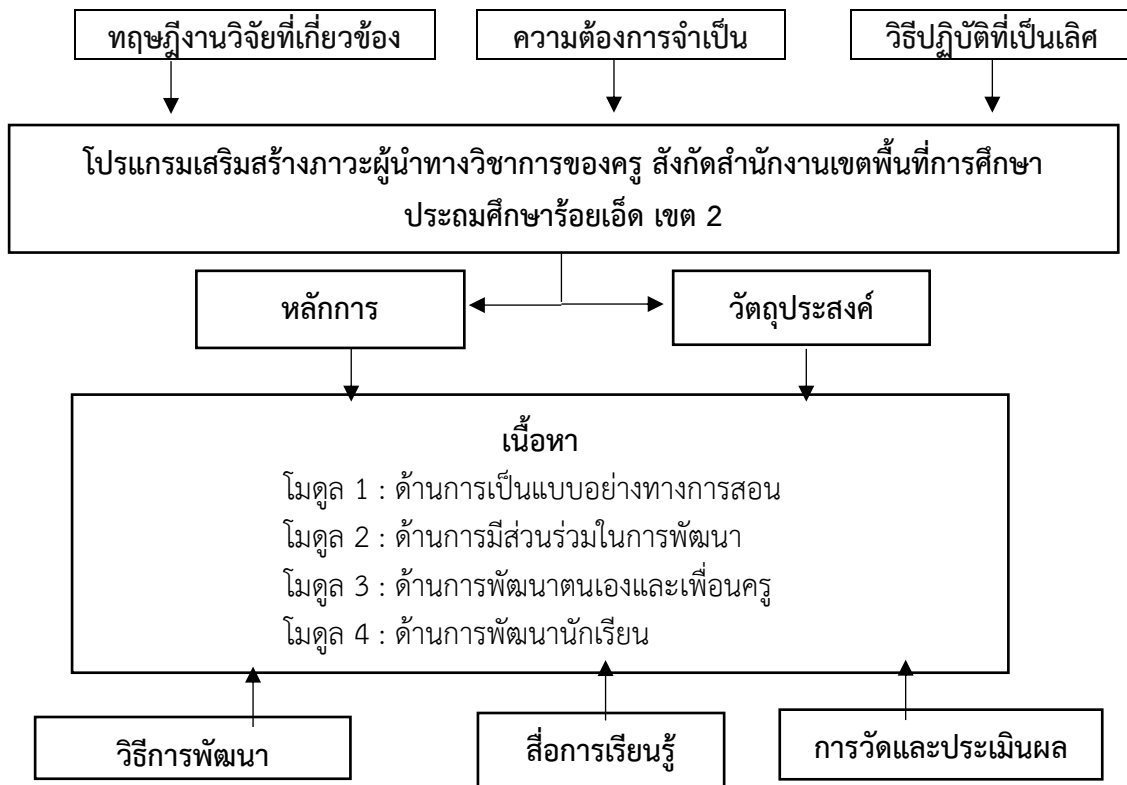 ทฤษฎีงานวิจัยที่เกี่ยวข้อง
ความต้องการจำเป็น
วิธีปฏิบัติที่เป็นเลิศ
โปรแกรมเสริมสร้างภาวะผู้นำทางวิชาการของครู สังกัดสำนักงานเขตพื้นที่การศึกษา
ประถมศึกษาร้อยเอ็ด เขต 2
หลักการ
วัตถุประสงค์
เนื้อหา
โมดูล 1 : ด้านการเป็นแบบอย่างทางการสอน
โมดูล 2 : ด้านการมีส่วนร่วมในการพัฒนา
โมดูล 3 : ด้านการพัฒนาตนเองและเพื่อนครู
โมดูล 4 : ด้านการพัฒนานักเรียน
วิธีการพัฒนา
สื่อการเรียนรู้
การวัดและประเมินผล